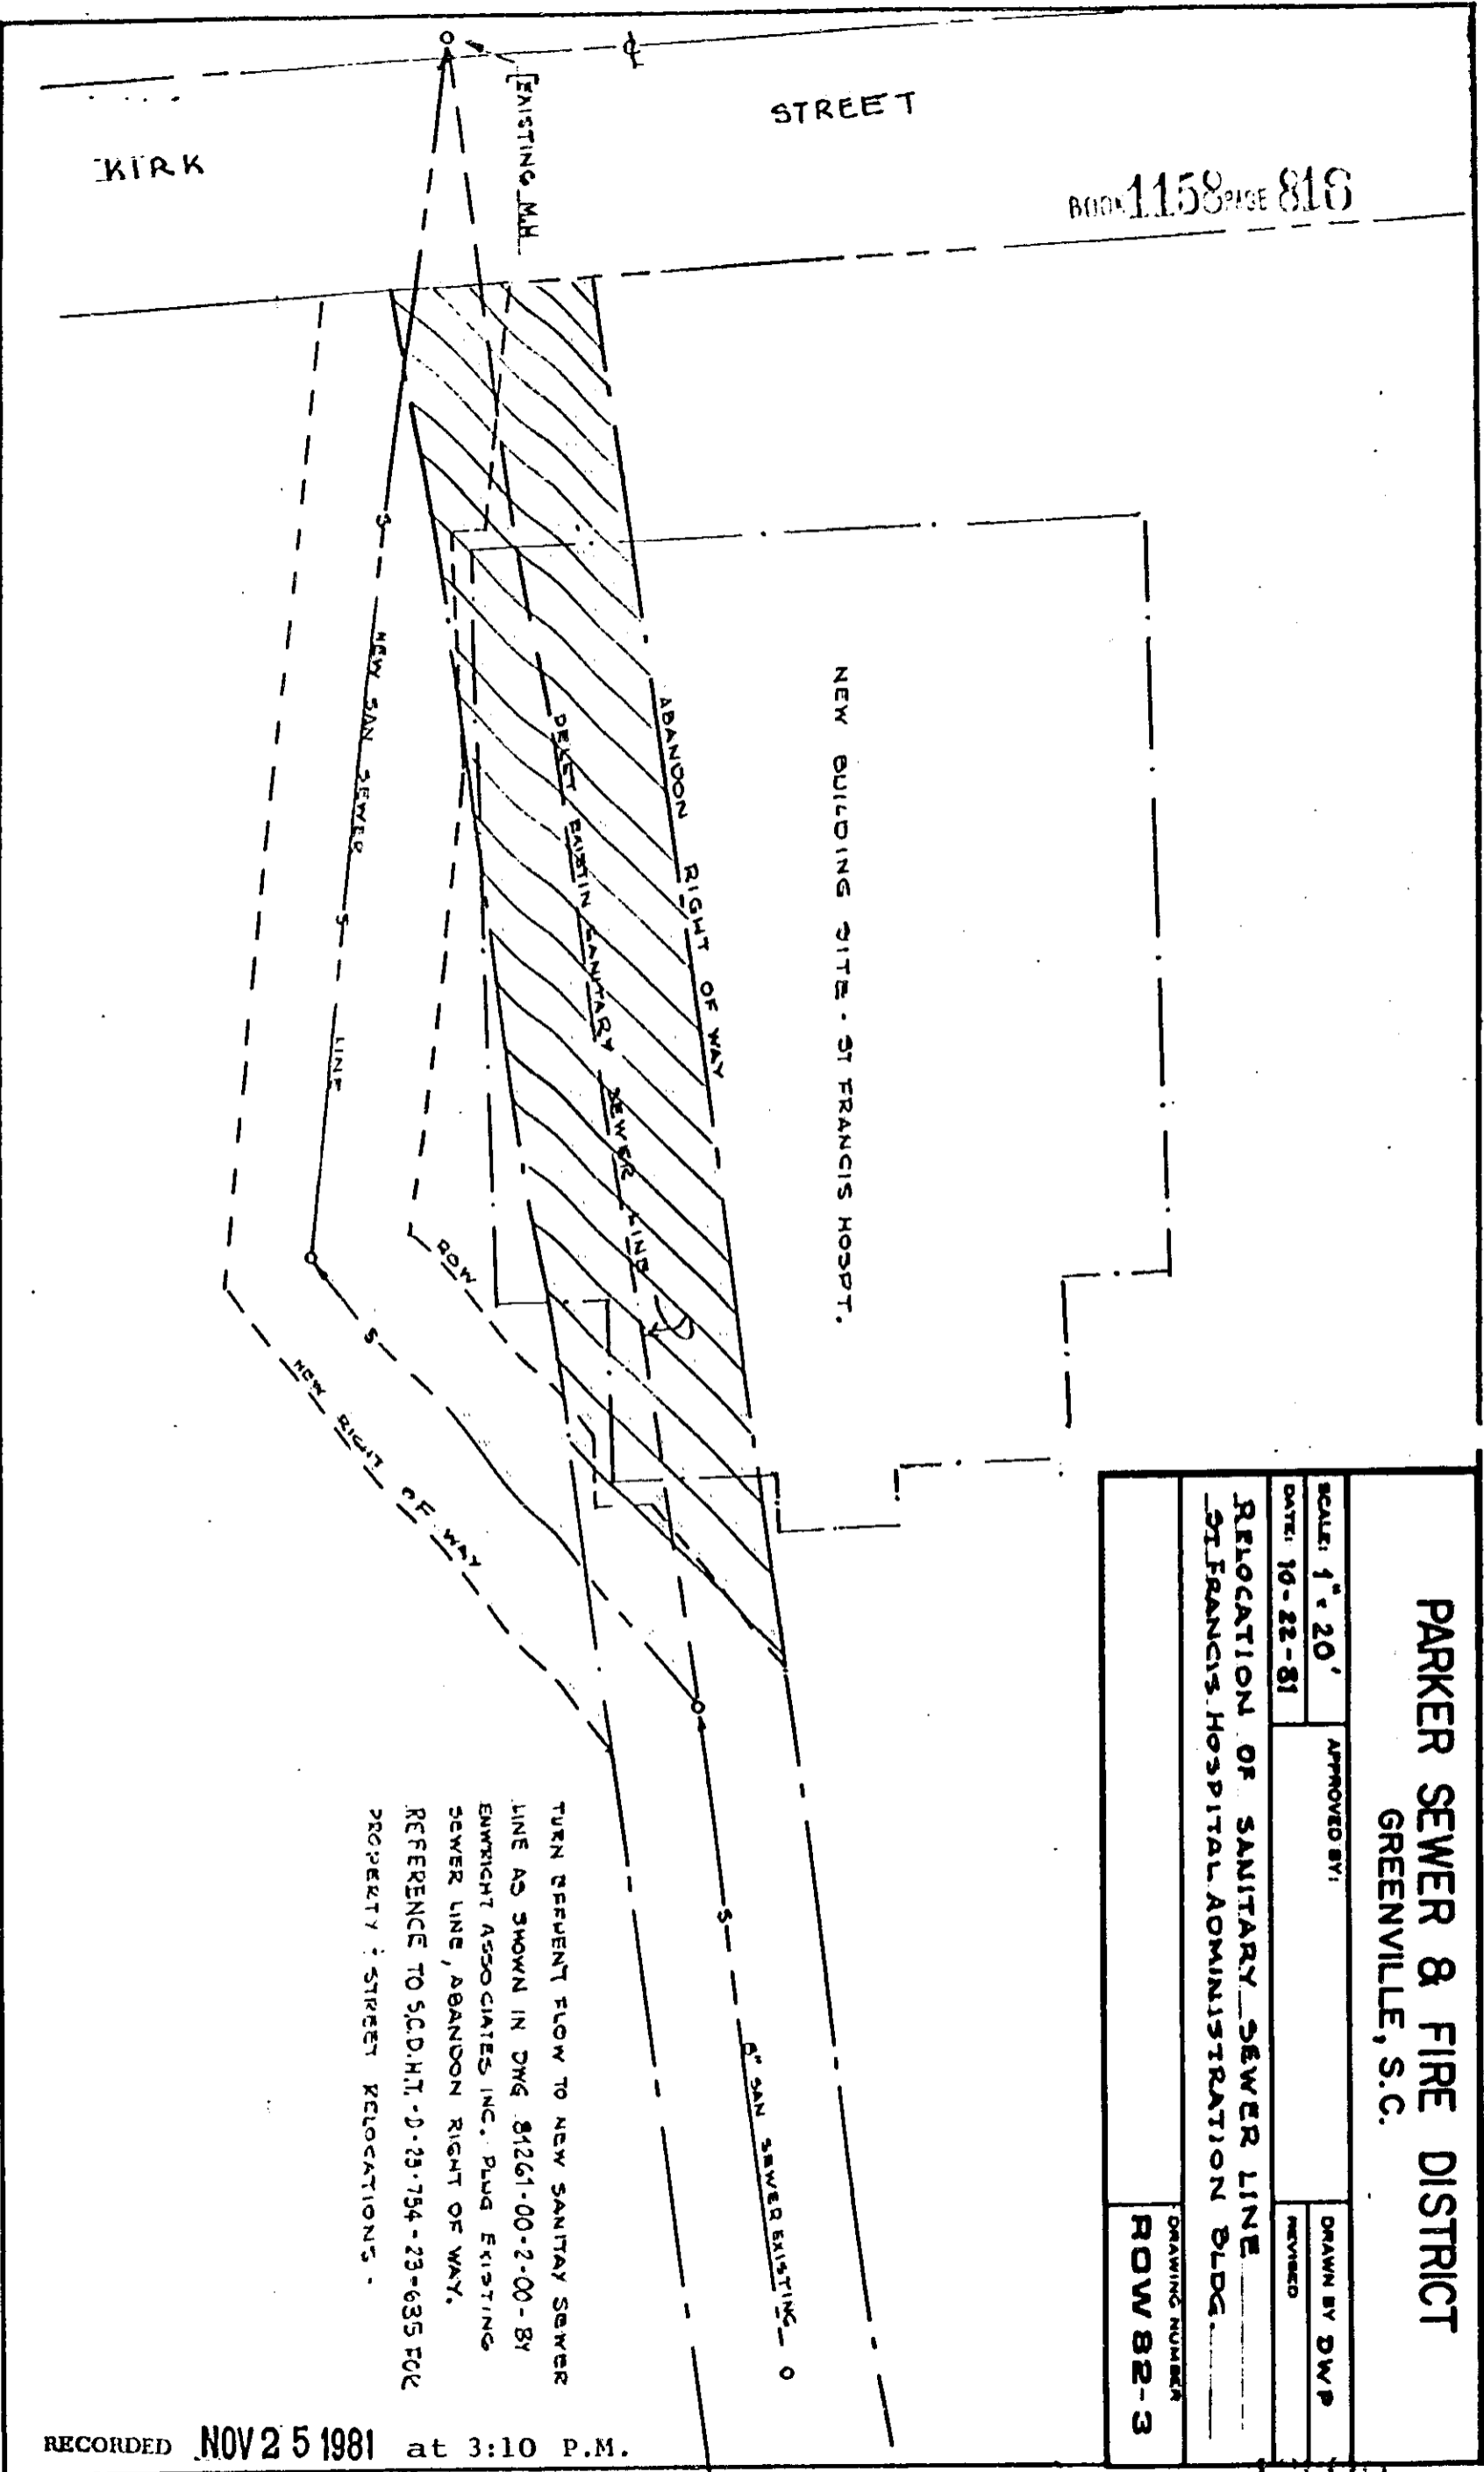 KIRK
STREET
EXISTING M.H.
BOOK 1158 PAGE 816
NEW SAN SEWER
LINE
ABANDON RIGHT OF WAY
DELET EXISTIN SANITARY SEWER LINE
NEW BUILDING SITE - ST FRANCIS HOSPT.
ROW
NEW RIGHT OF WAY
8" SAN SEWER EXISTING
TURN EFFLUENT FLOW TO NEW SANITAY SEWER
LINE AS SHOWN IN DWG 81261-00-2-00-BY
ENWRIGHT ASSOCIATES INC. PLUG EXISTING
SEWER LINE, ABANDON RIGHT OF WAY.
REFERENCE TO S.C.D.H.T.-D-23-754-23-635 FOR
PROPERTY & STREET RELOCATIONS.
PARKER SEWER & FIRE DISTRICT
GREENVILLE, S.C.
SCALE: 1" = 20'
APPROVED BY:
DRAWN BY DWP
DATE: 10-22-81
REVISED
RELOCATION OF SANITARY SEWER LINE
ST FRANCIS HOSPITAL ADMINISTRATION BLDG.
DRAWING NUMBER
ROW 82-3
RECORDED NOV 25 1981 at 3:10 P.M.